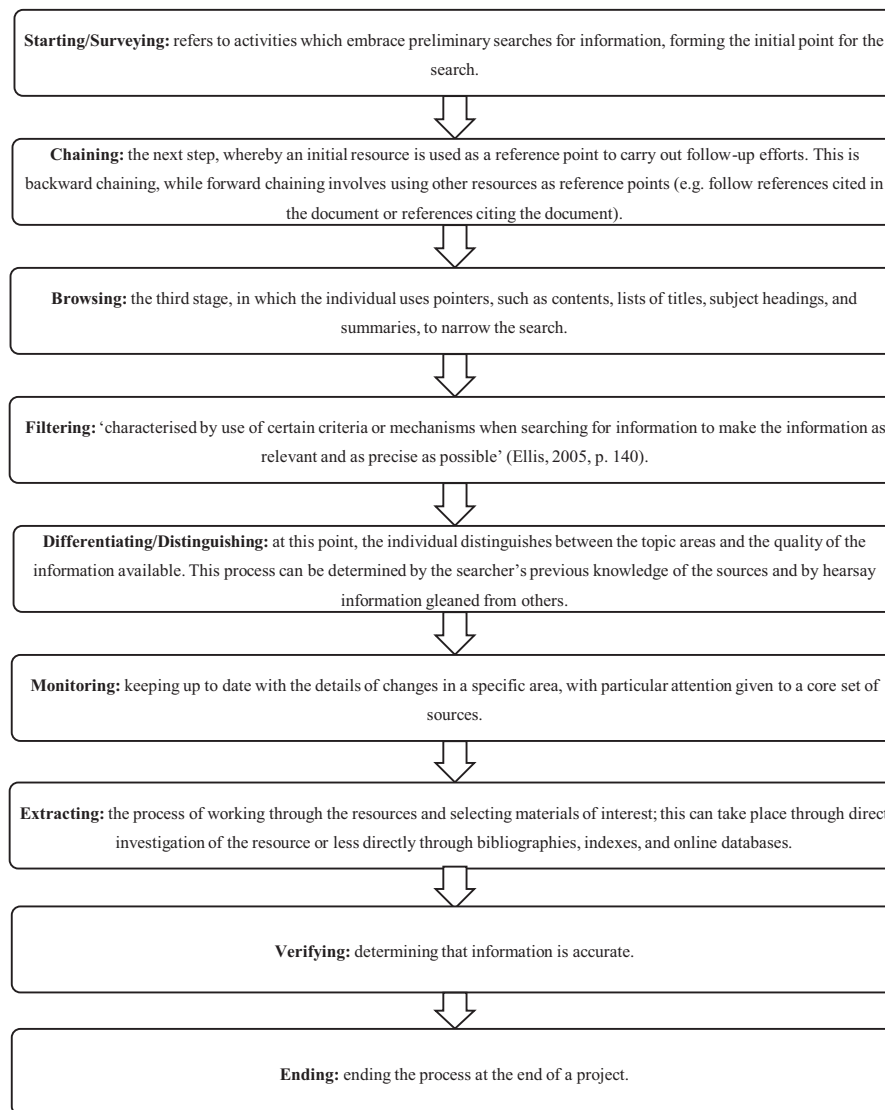 Starting/Surveying: refers to activities which embrace preliminary searches for information, forming the initial point for the
search.
Chaining: the next step, whereby an initial resource is used as a reference point to carry out follow-up efforts. This is
backward chaining, while forward chaining involves using other resources as reference points (e.g. follow references cited in
the document or references citing the document).
Browsing: the third stage, in which the individual uses pointers, such as contents, lists of titles, subject headings, and
summaries, to narrow the search.
Filtering: ‘characterised by use of certain criteria or mechanisms when searching for information to make the information as
relevant and as precise as possible’ (Ellis, 2005, p. 140).
Differentiating/Distinguishing: at this point, the individual distinguishes between the topic areas and the quality of the
information available. This process can be determined by the searcher’s previous knowledge of the sources and by hearsay
information gleaned from others.
Monitoring: keeping up to date with the details of changes in a specific area, with particular attention given to a core set of
sources.
Extracting: the process of working through the resources and selecting materials of interest; this can take place through direct
investigation of the resource or less directly through bibliographies, indexes, and online databases.
Verifying: determining that information is accurate.
Ending: ending the process at the end of a project.